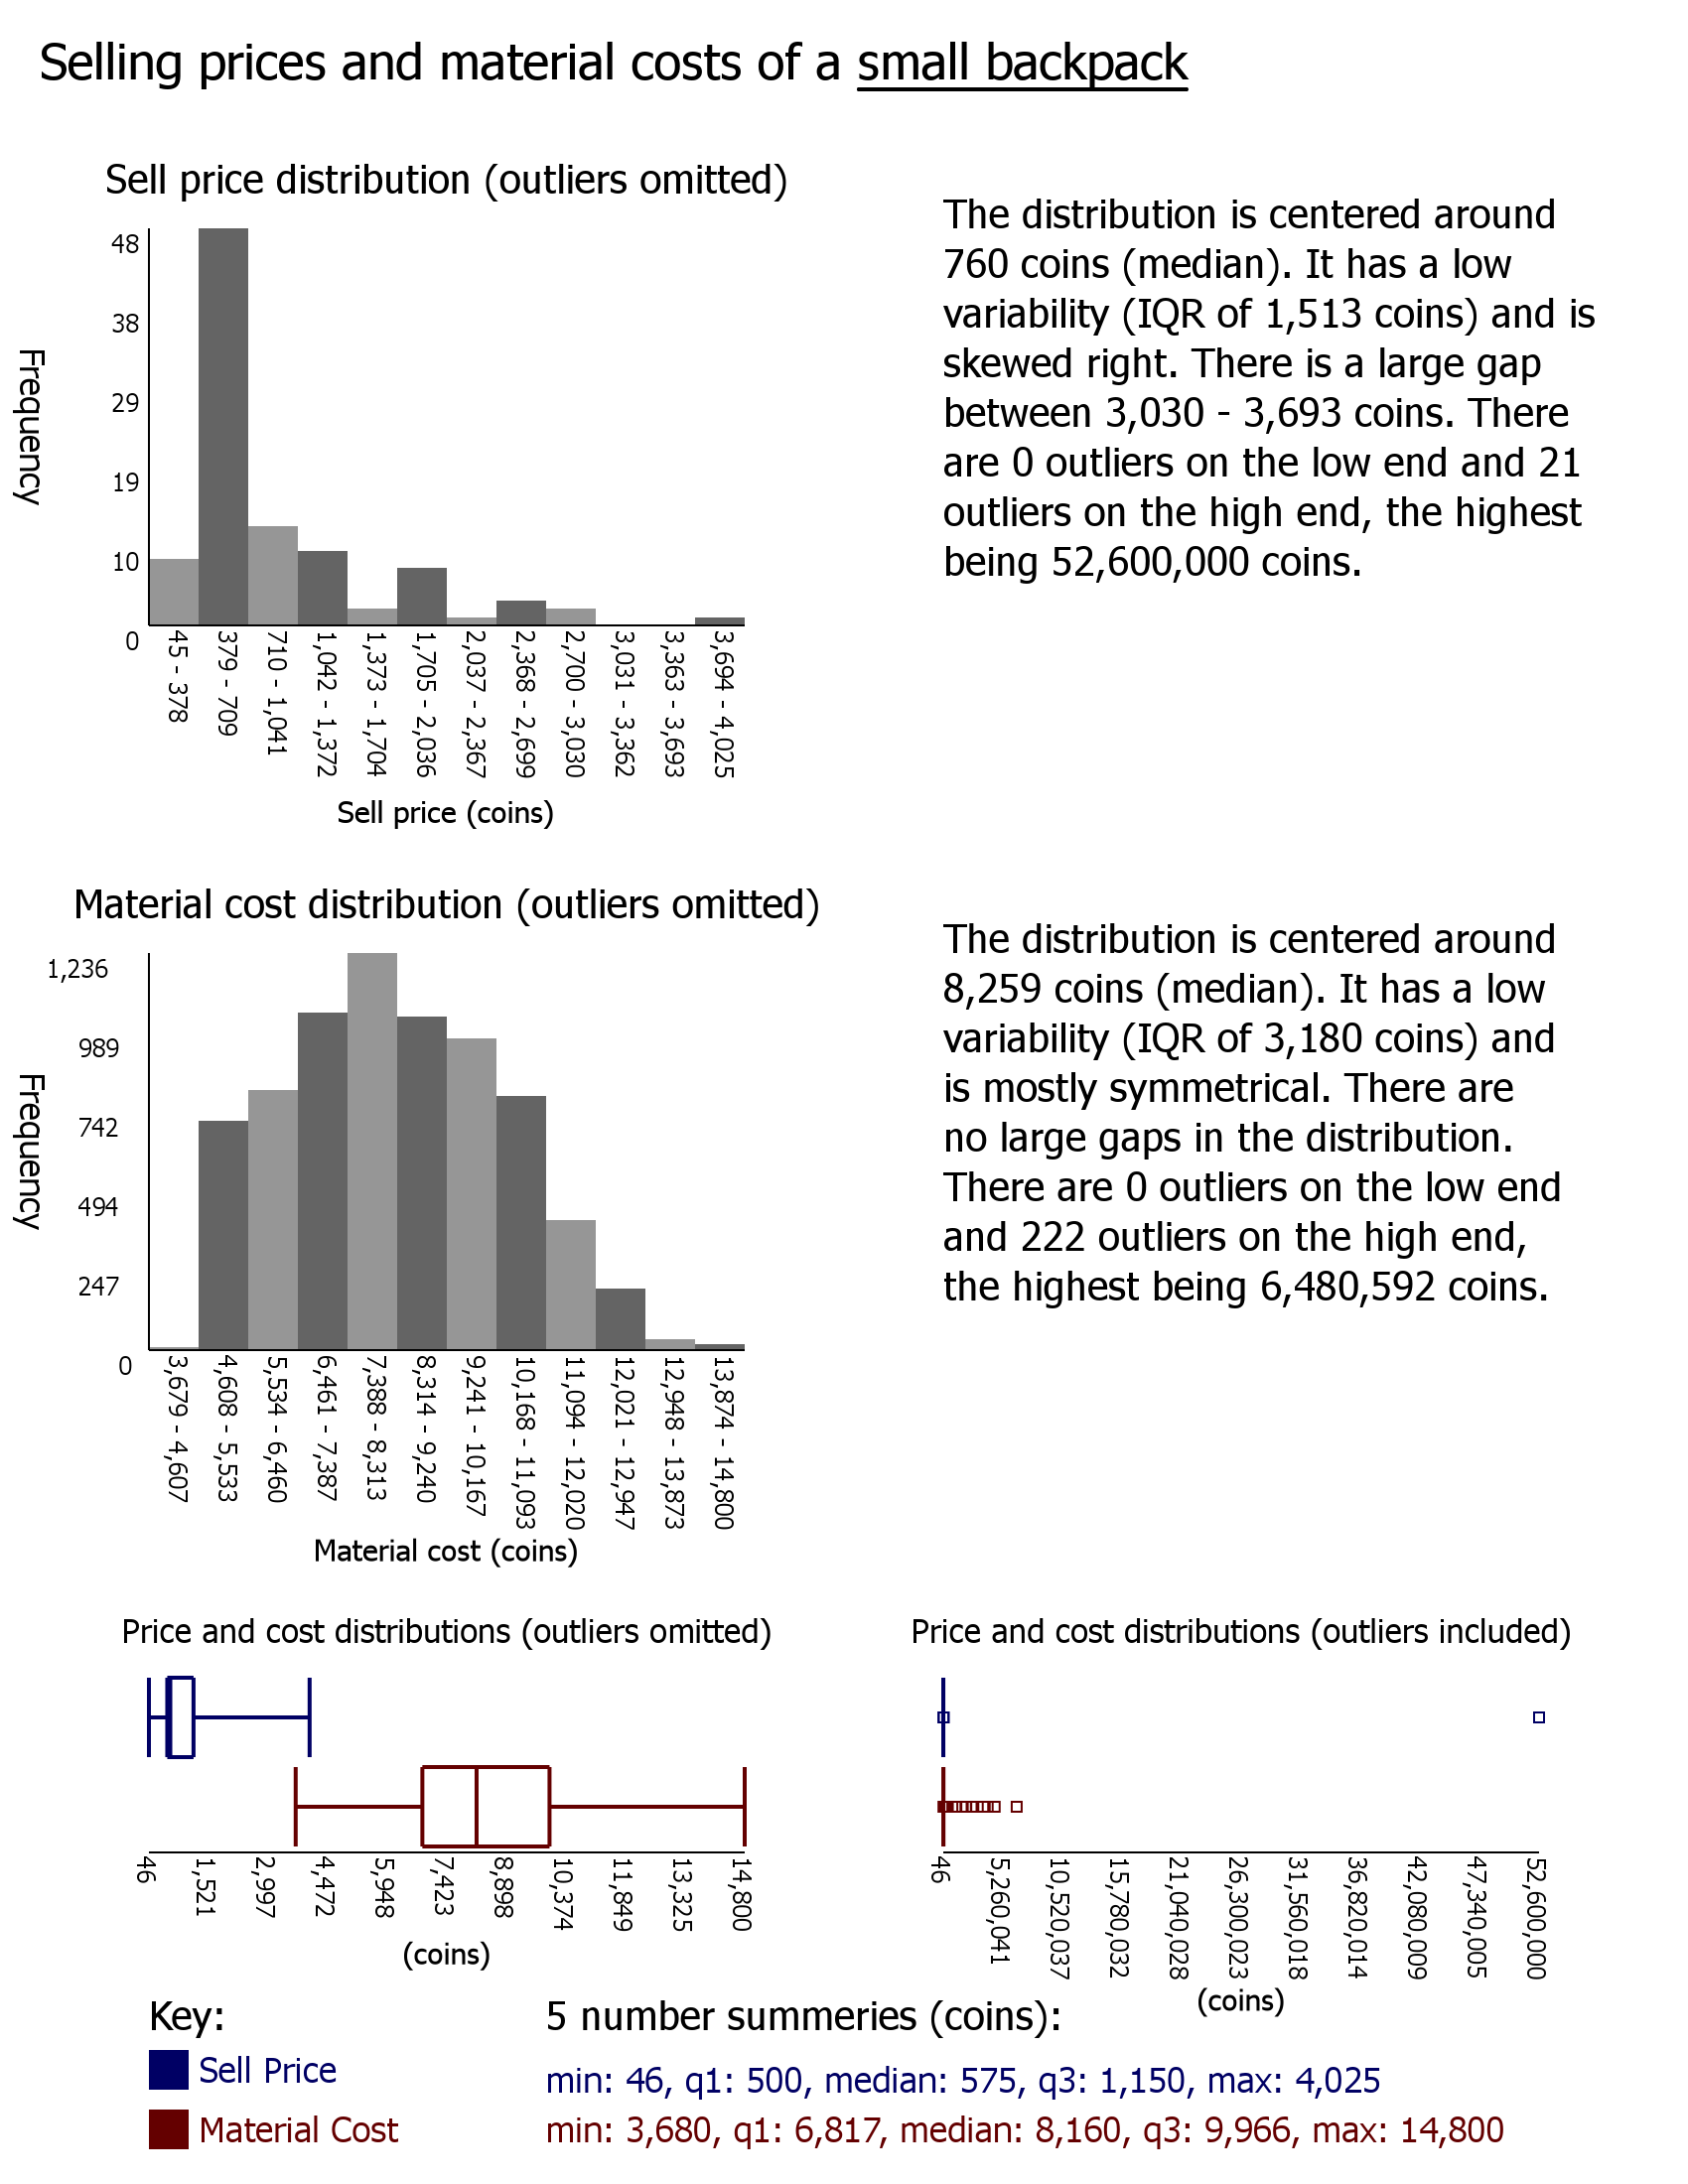 Selling prices and material costs of a small backpack
Sell price distribution (outliers omitted)
Frequency
48
38
29
19
10
0
45 - 378
379 - 709
710 - 1,041
1,042 - 1,372
1,373 - 1,704
1,705 - 2,036
2,037 - 2,367
2,368 - 2,699
2,700 - 3,030
3,031 - 3,362
3,363 - 3,693
3,694 - 4,025
Sell price (coins)
The distribution is centered around
760 coins (median). It has a low
variability (IQR of 1,513 coins) and is
skewed right. There is a large gap
between 3,030 - 3,693 coins. There
are 0 outliers on the low end and 21
outliers on the high end, the highest
being 52,600,000 coins.
Material cost distribution (outliers omitted)
Frequency
1,236
989
742
494
247
0
3,679 - 4,607
4,608 - 5,533
5,534 - 6,460
6,461 - 7,387
7,388 - 8,313
8,314 - 9,240
9,241 - 10,167
10,168 - 11,093
11,094 - 12,020
12,021 - 12,947
12,948 - 13,873
13,874 - 14,800
Material cost (coins)
The distribution is centered around
8,259 coins (median). It has a low
variability (IQR of 3,180 coins) and
is mostly symmetrical. There are
no large gaps in the distribution.
There are 0 outliers on the low end
and 222 outliers on the high end,
the highest being 6,480,592 coins.
Price and cost distributions (outliers omitted)
46
1,521
2,997
4,472
5,948
7,423
8,898
10,374
11,849
13,325
14,800
(coins)
Price and cost distributions (outliers included)
46
5,260,041
10,520,037
15,780,032
21,040,028
26,300,023
31,560,018
36,820,014
42,080,009
47,340,005
52,600,000
(coins)
Key:
Sell Price
Material Cost
5 number summeries (coins):
min: 46, q1: 500, median: 575, q3: 1,150, max: 4,025
min: 3,680, q1: 6,817, median: 8,160, q3: 9,966, max: 14,800